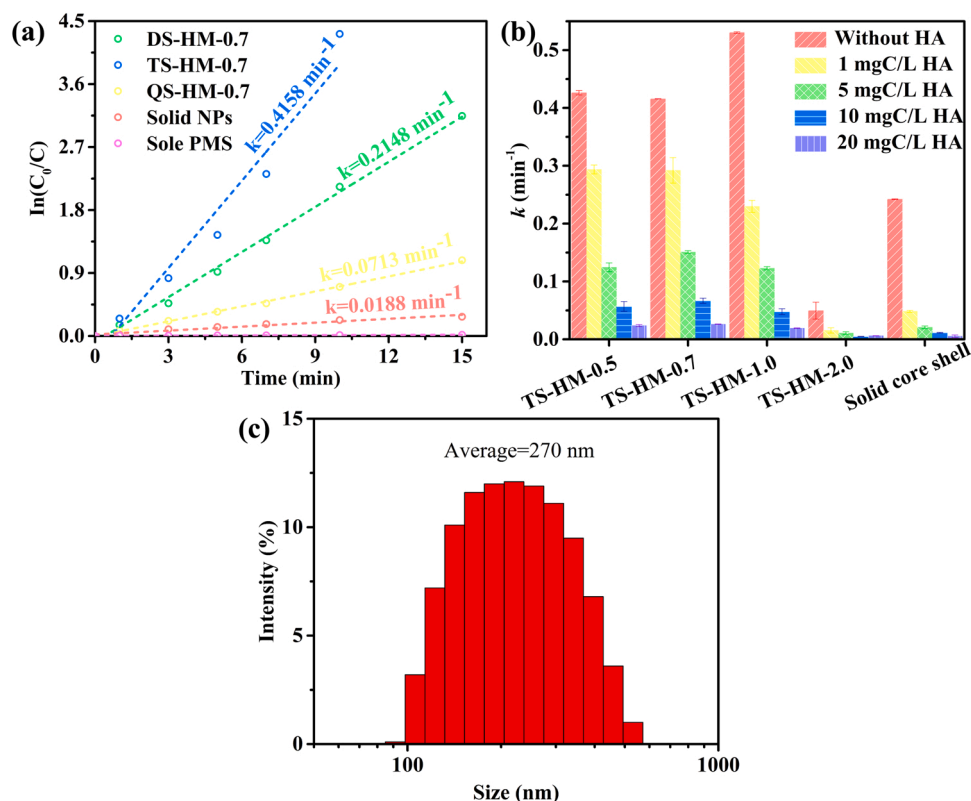 (a)
In(C0/C)
4.5
3.6
2.7
1.8
0.9
0.0
DS-HM-0.7
TS-HM-0.7
QS-HM-0.7
Solid NPs
Sole PMS
k=0.4158 min-1
k=0.2148 min-1
k=0.0713 min-1
k=0.0188 min-1
0 3 6 9 12 15
Time (min)
(b)
k (min-1)
0.5
0.4
0.3
0.2
0.1
0.0
Without HA
1 mgC/L HA
5 mgC/L HA
10 mgC/L HA
20 mgC/L HA
TS-HM-0.5
TS-HM-0.7
TS-HM-1.0
TS-HM-2.0
Solid core shell
(c)
Intensity (%)
15
10
5
0
Average=270 nm
100 1000
Size (nm)